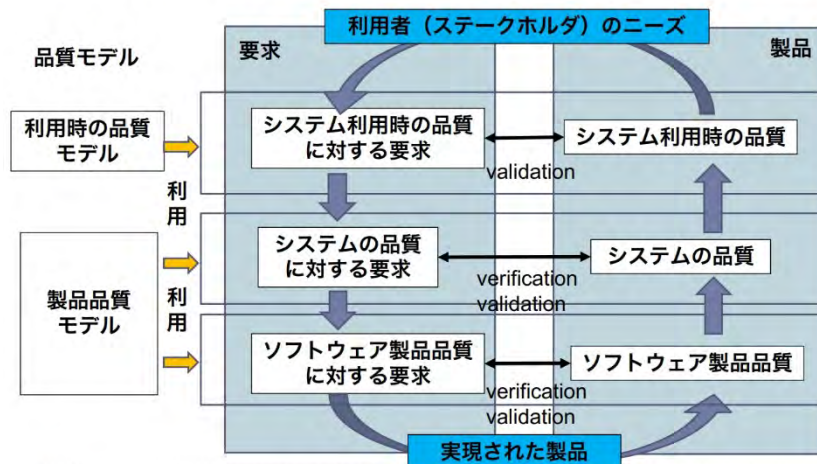 利用者（ステークホルダ）のニーズ
品質モデル
要求
製品
利用時の品質
モデル
システム利用時の品質
に対する要求
システム利用時の品質
validation
利
用
システムの品質
に対する要求
システムの品質
verification
validation
製品品質
モデル
利
用
ソフトウェア製品品質
に対する要求
ソフトウェア製品品質
verification
validation
実現された製品